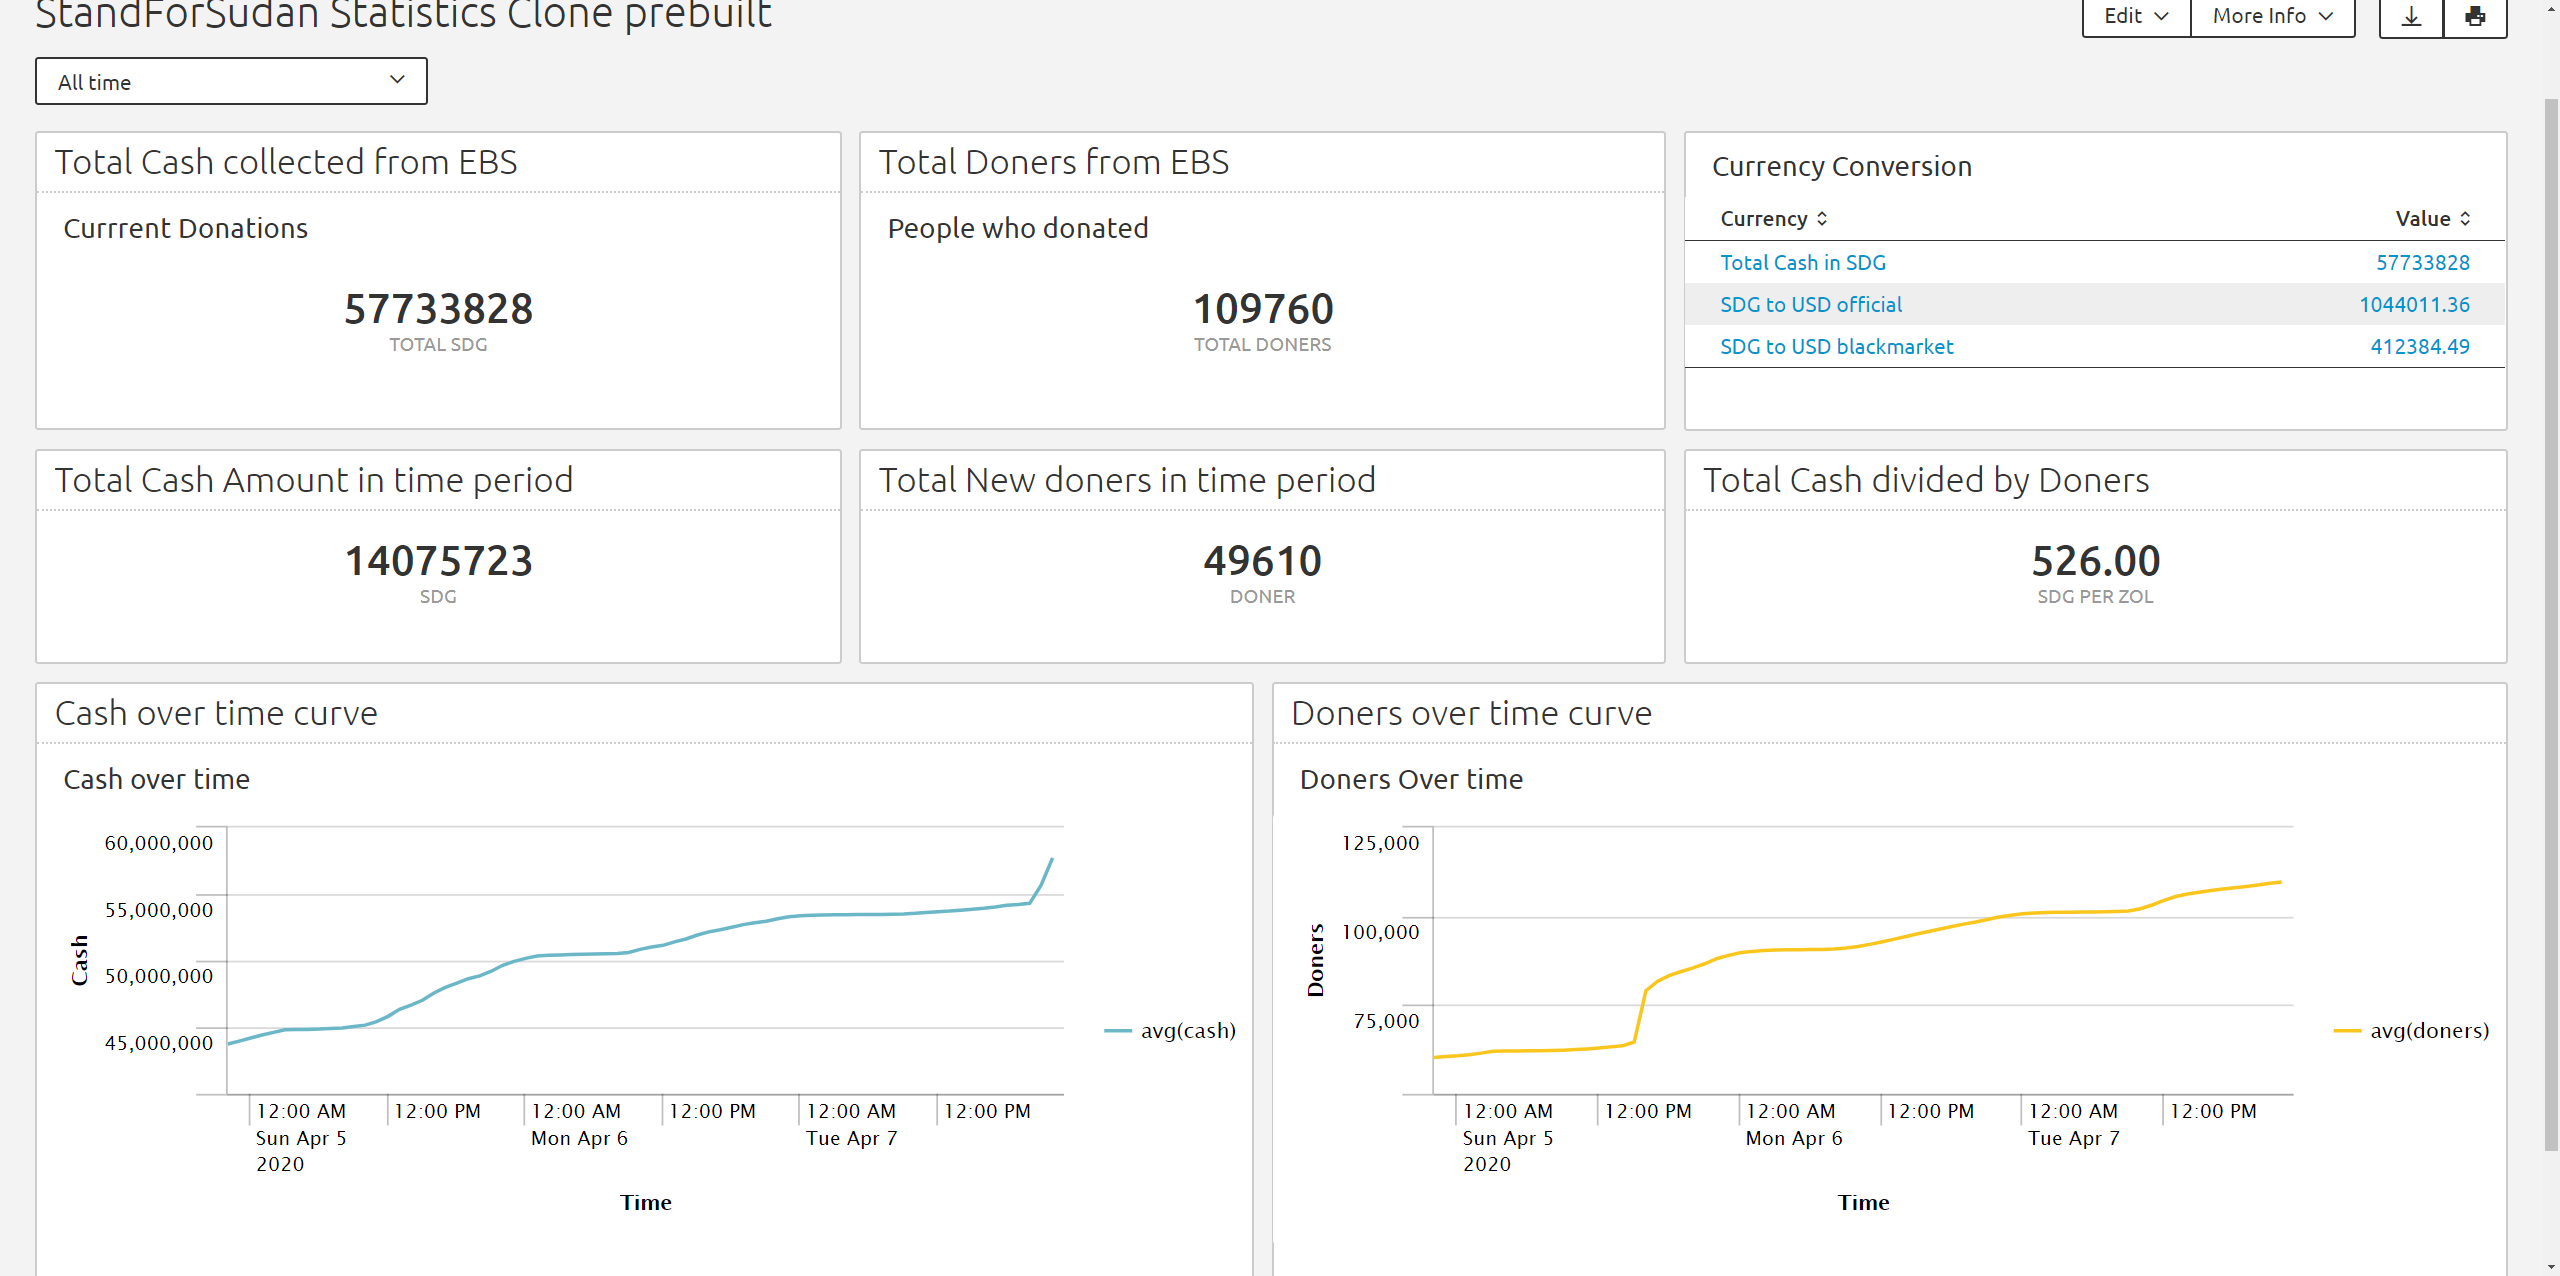 StandForSudan Statistics Clone prebuilt
Edit
More Info
All time
Total Cash collected from EBS
Currrent Donations
57733828
TOTAL SDG
Total Doners from EBS
People who donated
109760
TOTAL DONERS
Currency Conversion
Currency Value
Total Cash in SDG 57733828
SDG to USD official 1044011.36
SDG to USD blackmarket 412384.49
Total Cash Amount in time period
14075723
SDG
Total New doners in time period
49610
DONER
Total Cash divided by Doners
526.00
SDG PER ZOL
Cash over time curve
Cash over time
60,000,000
55,000,000
50,000,000
45,000,000
Cash
avg(cash)
12:00 AM 12:00 PM 12:00 AM 12:00 PM 12:00 AM 12:00 PM
Sun Apr 5 Mon Apr 6 Tue Apr 7
2020
Time
Doners over time curve
Doners Over time
125,000
100,000
75,000
Doners
avg(doners)
12:00 AM 12:00 PM 12:00 AM 12:00 PM 12:00 AM 12:00 PM
Sun Apr 5 Mon Apr 6 Tue Apr 7
2020
Time